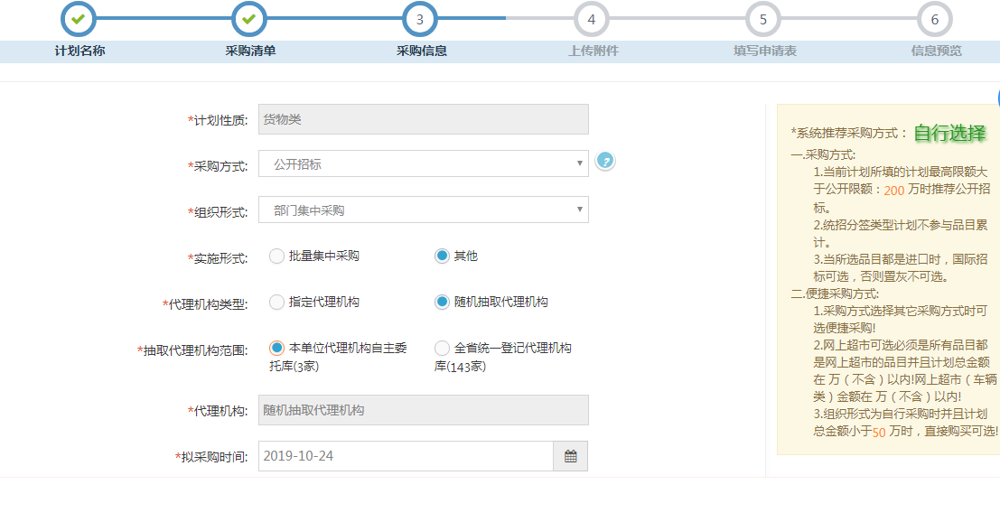 3
4
5
6
计划名称
采购清单
采购信息
上传附件
填写申请表
信息预览
*计划性质:
货物类
*采购方式:
公开招标
?
*组织形式:
部门集中采购
*实施形式:
批量集中采购
其他
*代理机构类型:
指定代理机构
随机抽取代理机构
*抽取代理机构范围:
本单位代理机构自主委
托库(3家)
全省统一登记代理机构
库(143家)
*代理机构:
随机抽取代理机构
*拟采购时间:
2019-10-24
*系统推荐采购方式： 自行选择
一.采购方式:
1.当前计划所填的计划最高限额大
于公开限额：200 万时推荐公开招
标。
2.统招分签类型计划不参与品目累
计。
3.当所选品目都是进口时，国际招
标可选，否则置灰不可选。
二.便捷采购方式:
1.采购方式选择其它采购方式时可
选便捷采购!
2.网上超市可选必须是所有品目都
是网上超市的品目并且计划总金额
在 万（不含）以内!网上超市（车辆
类）金额在 万（不含）以内!
3.组织形式为自行采购时并且计划
总金额小于50 万时，直接购买可选!